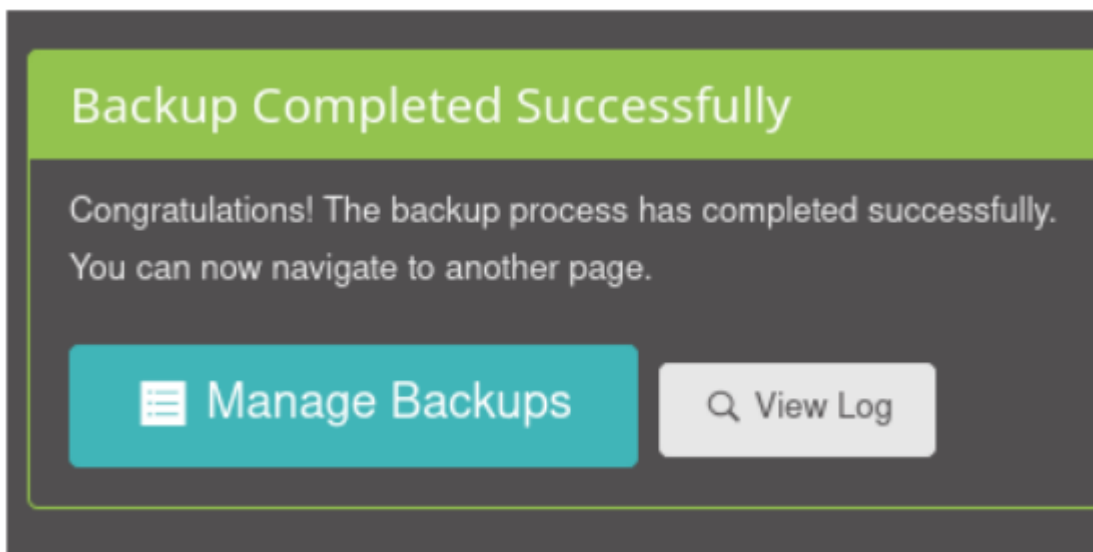 Backup Completed Successfully
Congratulations! The backup process has completed successfully.
You can now navigate to another page.
Manage Backups
View Log